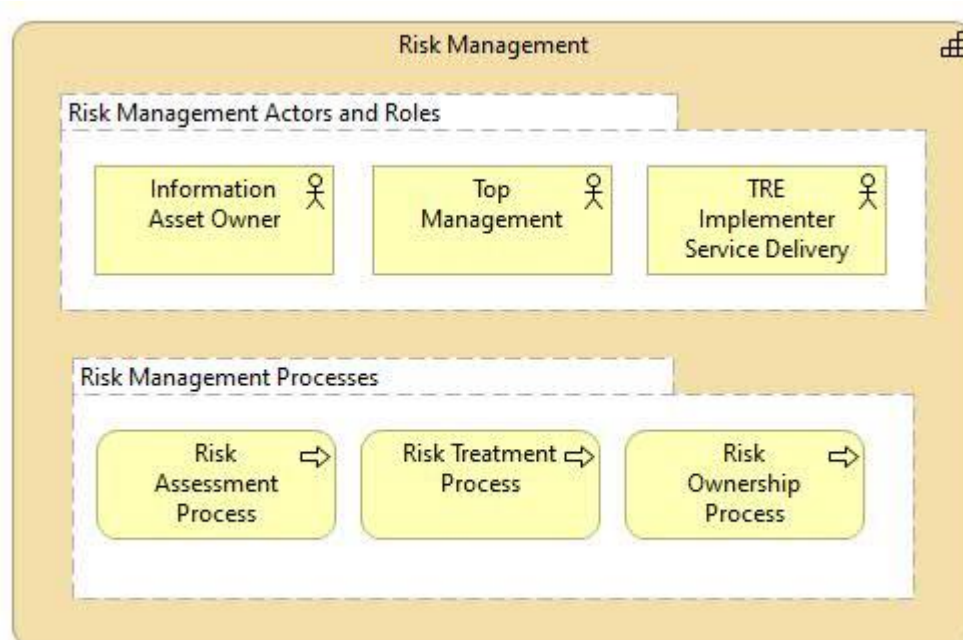 Risk Management
Risk Management Actors and Roles
Information
Asset Owner
Top
Management
TRE
Implementer
Service Delivery
Risk Management Processes
Risk
Assessment
Process
Risk Treatment
Process
Risk
Ownership
Process